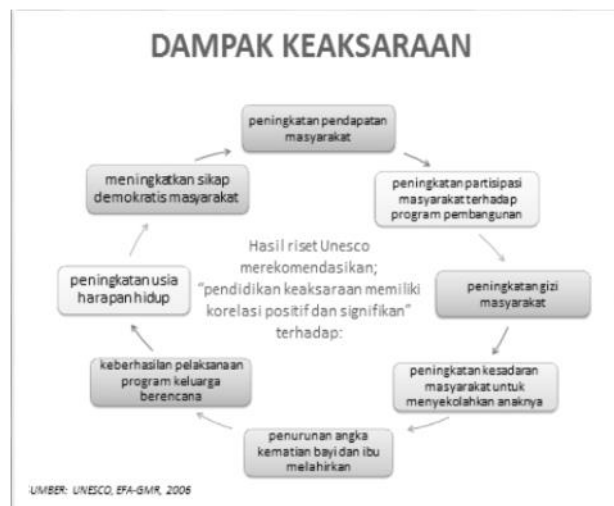 DAMPAK KEAKSARAAN
peningkatan pendapatan
masyarakat
peningkatan partisipasi
masyarakat terhadap
program pembangunan
peningkatan gizi
masyarakat
peningkatan kesadaran
masyarakat untuk
menyekolahkan anaknya
penurunan angka
kematian bayi dan ibu
melahirkan
keberhasilan pelaksanaan
program keluarga
berencana
peningkatan usia
harapan hidup
meningkatkan sikap
demokratis masyarakat
Hasil riset Unesco
merekomendasikan;
"pendidikan keaksaraan memiliki
korelasi positif dan signifikan"
terhadap:
UMBER: UNESCO, EFA-GMR, 2006